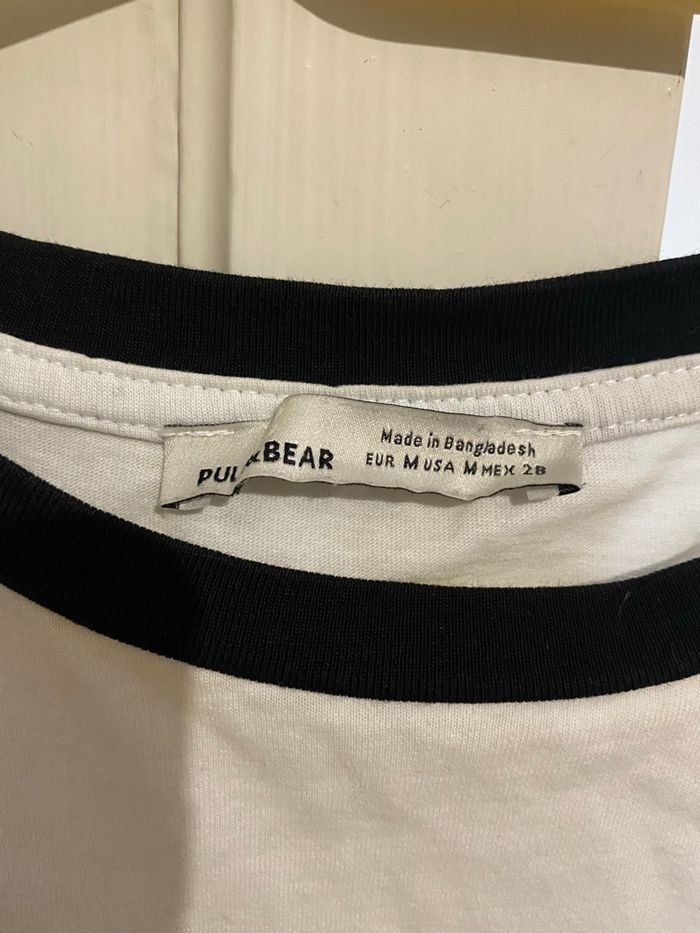 PUL &BEAR
Made in Bangladesh
EUR M USA M MEX 28